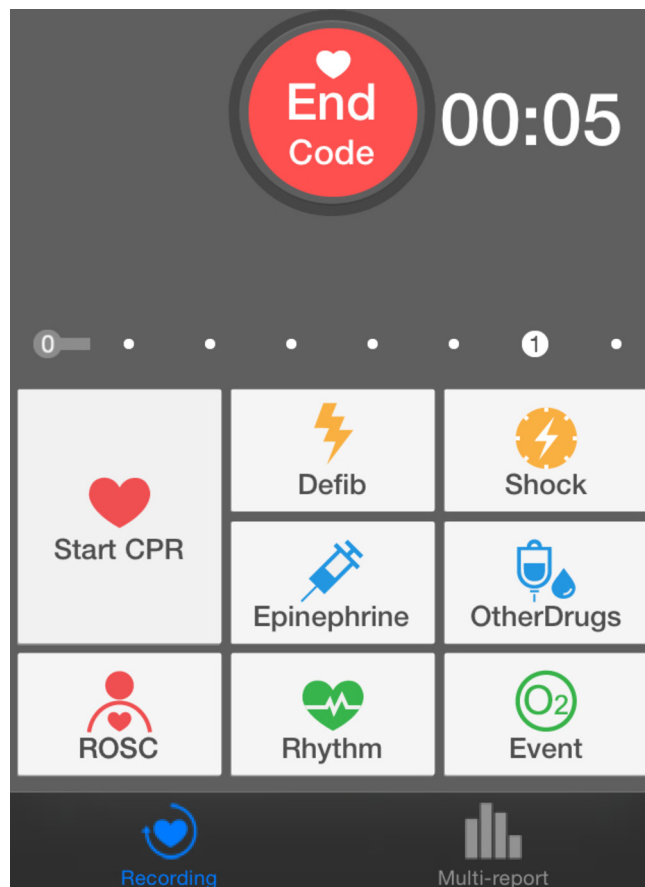 End
Code
00:05
0
1
Defib
Shock
Start CPR
Epinephrine
OtherDrugs
ROSC
Rhythm
O2
Event
Recording
Multi-report